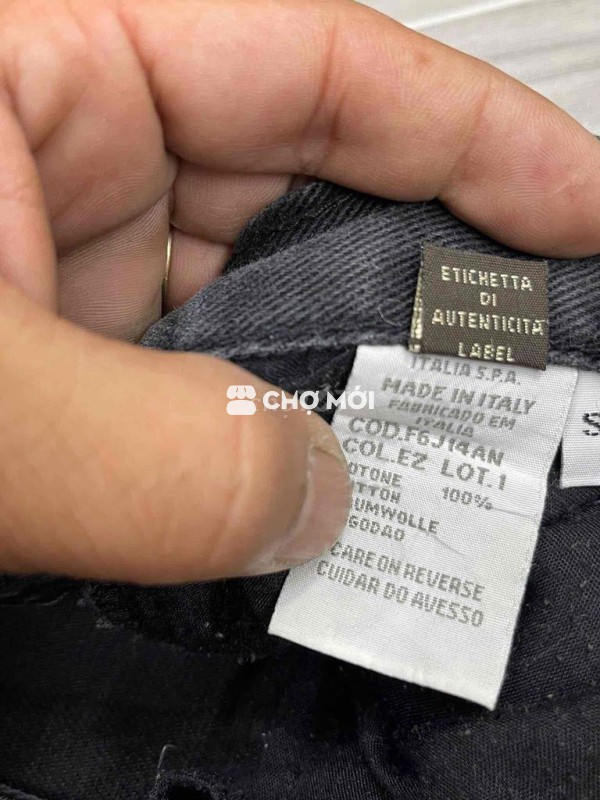 ETICHETTA
DI
AUTENTICITÀ
LABEL
ITALIA S.P.A.
MADE IN ITALY
FABRICADO EM
ITALIA
COD.F6J14AN
COL.EZ LOT.1
OTONE 100%
TTON
UMWOLLE
GODAO
CARE ON REVERSE
CUIDAR DO AVESSO
S
CHỢ MỚI